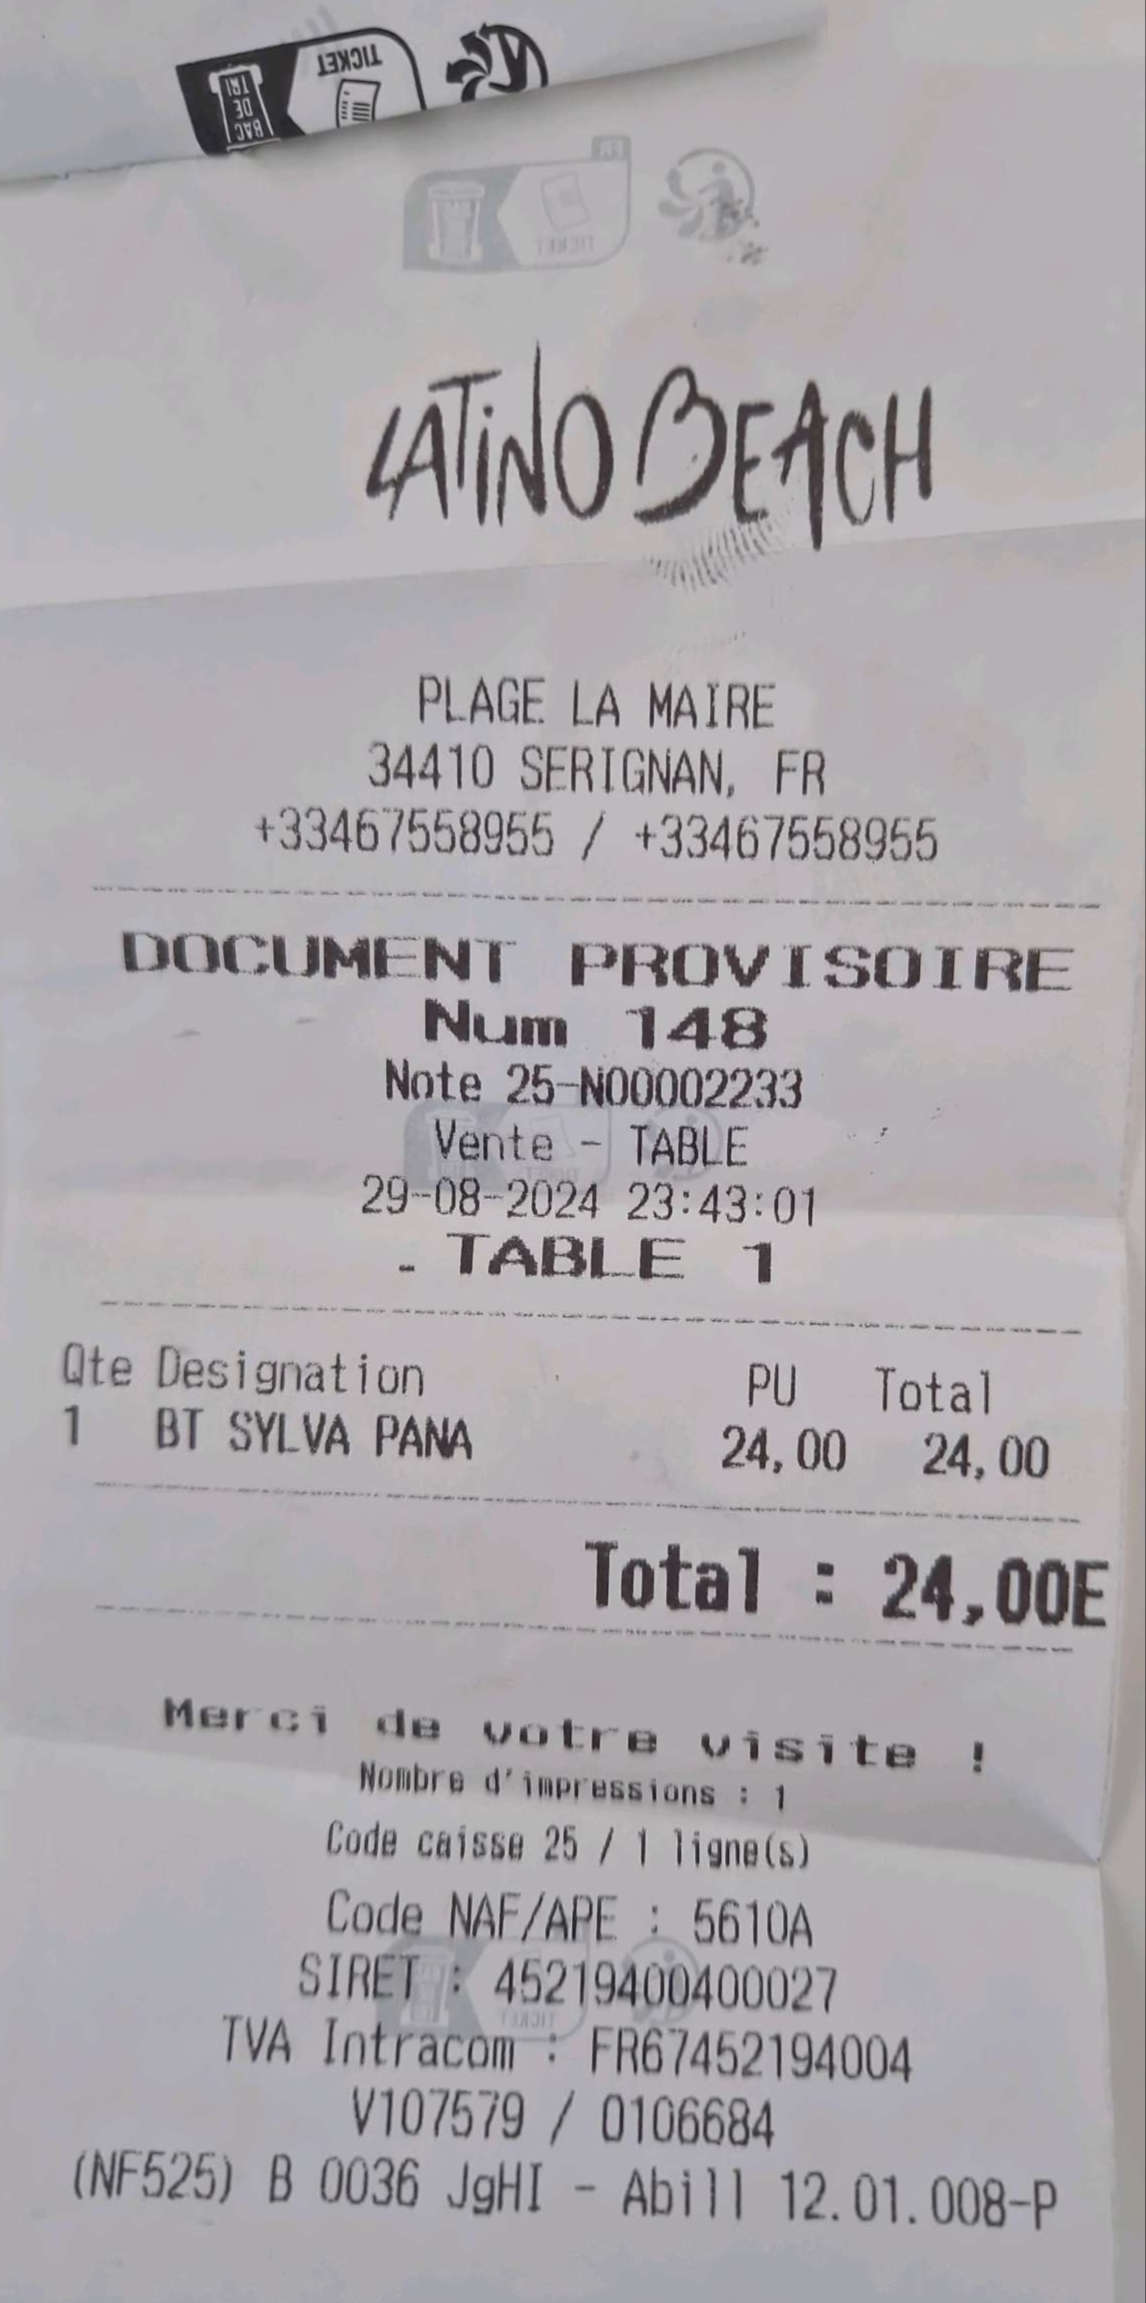 TICKET
BAC
DE
TRI
FR
TICKET
LATINO BEACH
PLAGE LA MAIRE
34410 SERIGNAN, FR
+33467558955 / +33467558955
DOCUMENT PROVISOIRE
Num 148
Note 25-N00002233
Vente - TABLE
29-08-2024 23:43:01
. TABLE 1
Qte Designation PU Total
1 BT SYLVA PANA 24,00 24,00
Total : 24,00E
Merci de votre visite !
Nombre d'impressions : 1
Code caisse 25 / 1 ligne(s)
Code NAF/APE : 5610A
SIRET : 45219400400027
TVA Intracom : FR67452194004
V107579 / 0106684
(NF525) B 0036 JgHI - Abill 12.01.008-P